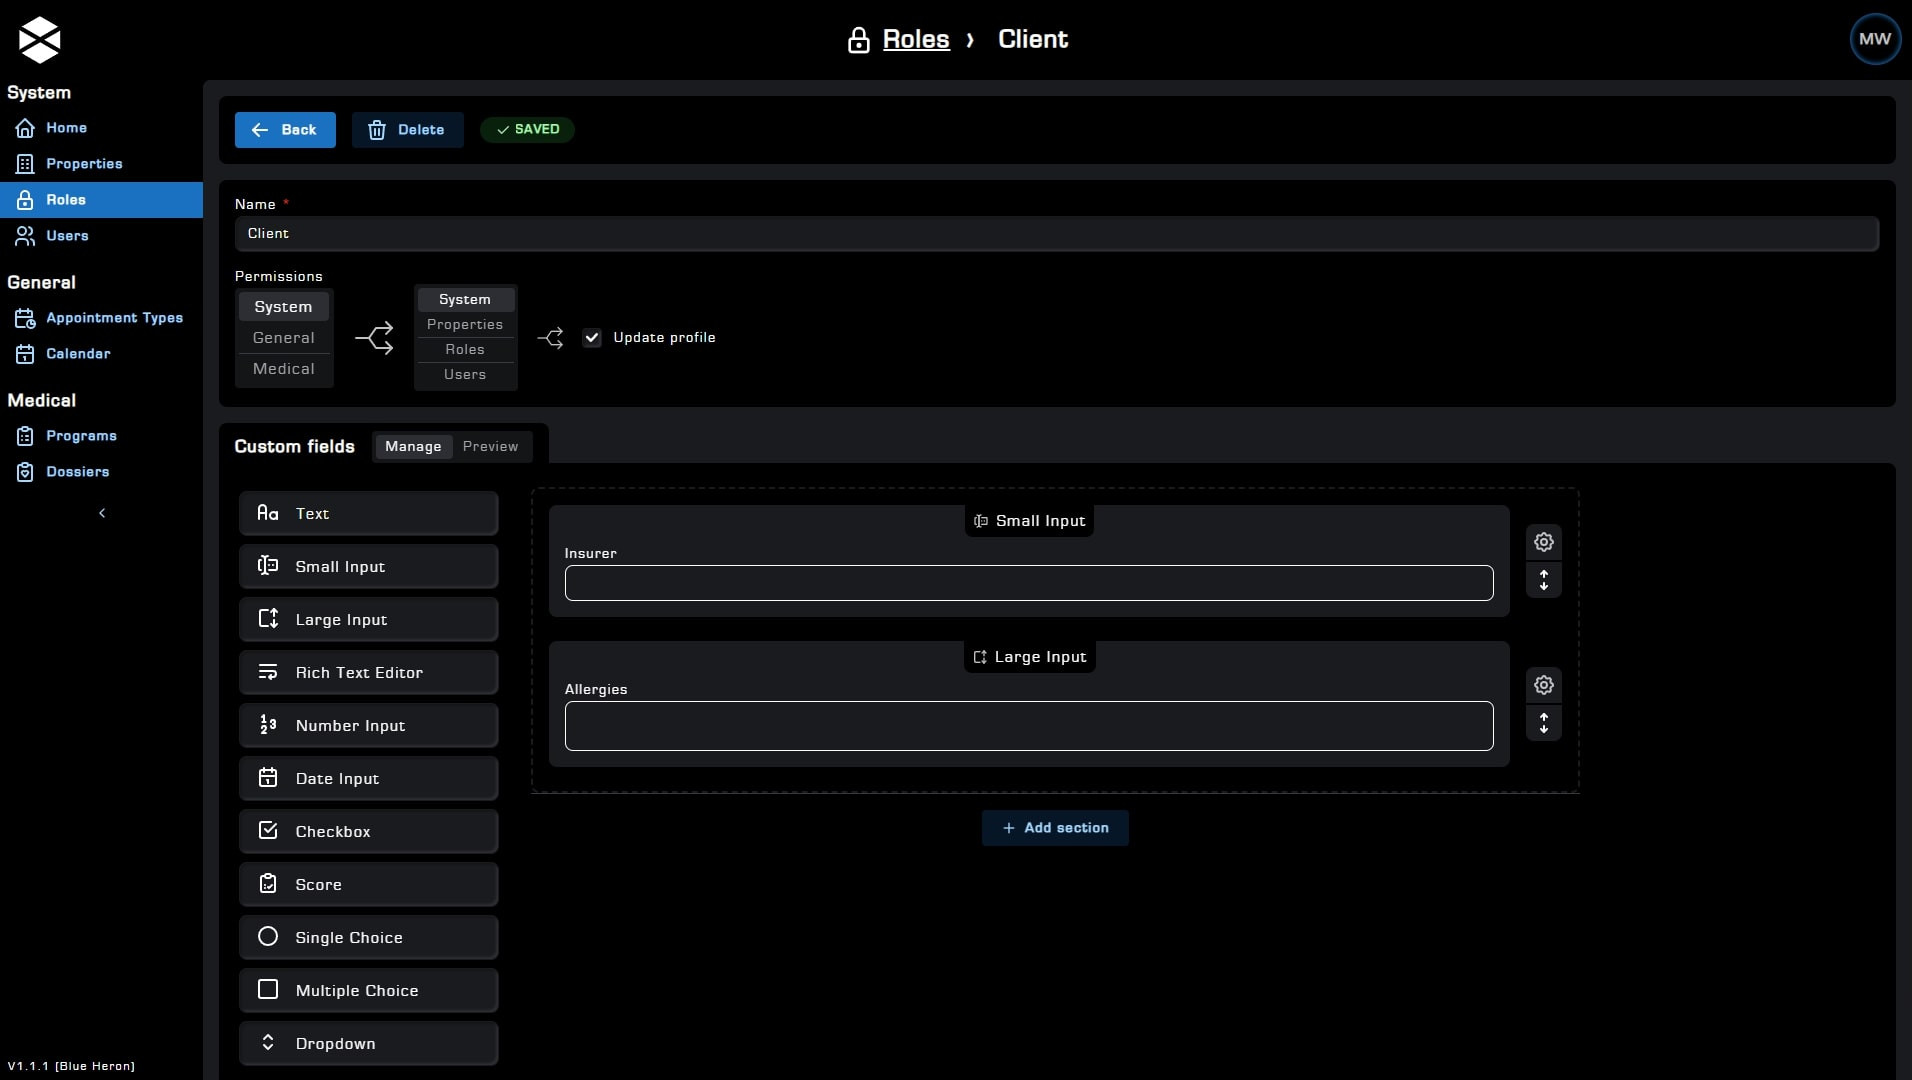 Roles › Client
MW
System
Home
Properties
Roles
Users
General
Appointment Types
Calendar
Medical
Programs
Dossiers
V1.1.1 [Blue Heron]
Back
Delete
SAVED
Name *
Client
Permissions
System
General
Medical
System
Properties
Roles
Users
Update profile
Custom fields
Manage
Preview
Text
Small Input
Large Input
Rich Text Editor
Number Input
Date Input
Checkbox
Score
Single Choice
Multiple Choice
Dropdown
Small Input
Insurer
Large Input
Allergies
+ Add section